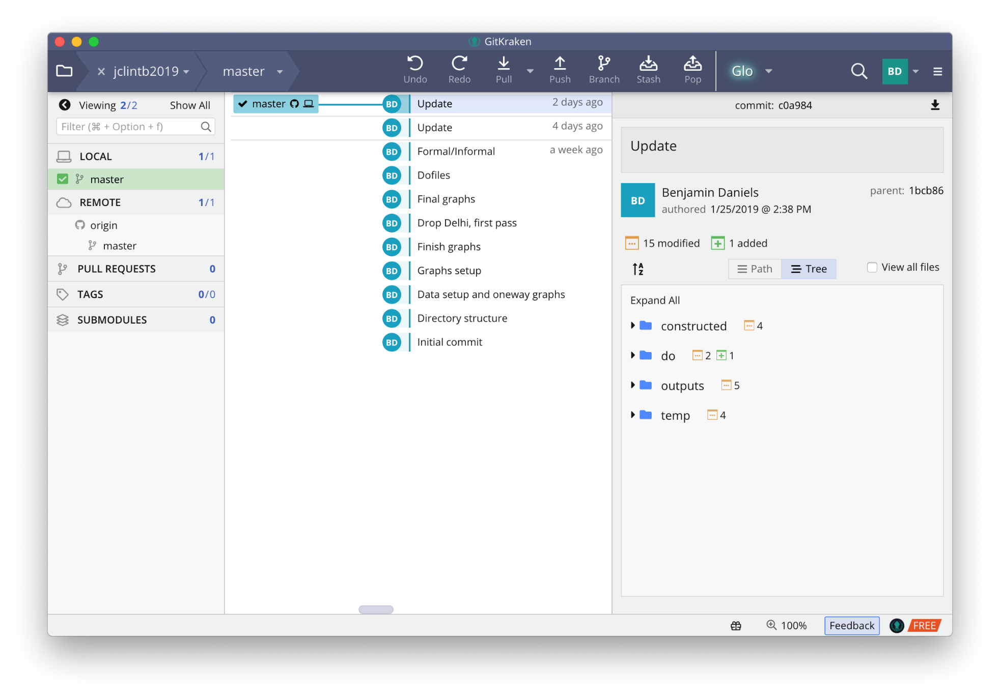 GitKraken
jclintb2019
master
Undo
Redo
Pull
Push
Branch
Stash
Pop
Glo
BD
Viewing 2/2 Show All
Filter (⌘ + Option + f)
LOCAL 1/1
master
REMOTE 1/1
origin
master
PULL REQUESTS 0
TAGS 0/0
SUBMODULES 0
master BD Update 2 days ago
BD Update 4 days ago
BD Formal/Informal a week ago
BD Dofiles
BD Final graphs
BD Drop Delhi, first pass
BD Finish graphs
BD Graphs setup
BD Data setup and oneway graphs
BD Directory structure
BD Initial commit
commit: c0a984
Update
BD
Benjamin Daniels
authored 1/25/2019 @ 2:38 PM
parent: 1bcb86
15 modified 1 added
AZ
Path Tree View all files
Expand All
constructed 4
do 2 1
outputs 5
temp 4
100% Feedback FREE